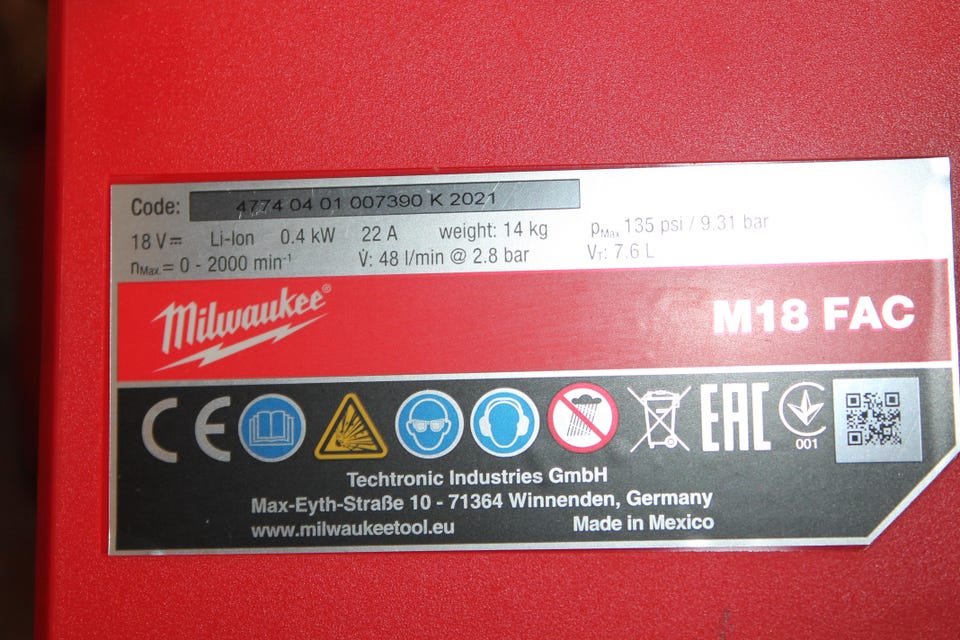 Code: 4774 04 01 007390 K 2021
18 V⎓ Li-Ion 0.4 kW 22 A weight: 14 kg pMax 135 psi / 9.31 bar
nMax. = 0 - 2000 min⁻¹ V̇: 48 l/min @ 2.8 bar VT: 7.6 L
Milwaukee®
M18 FAC
CE
EAC
001
Techtronic Industries GmbH
Max-Eyth-Straße 10 - 71364 Winnenden, Germany
www.milwaukeetool.eu Made in Mexico